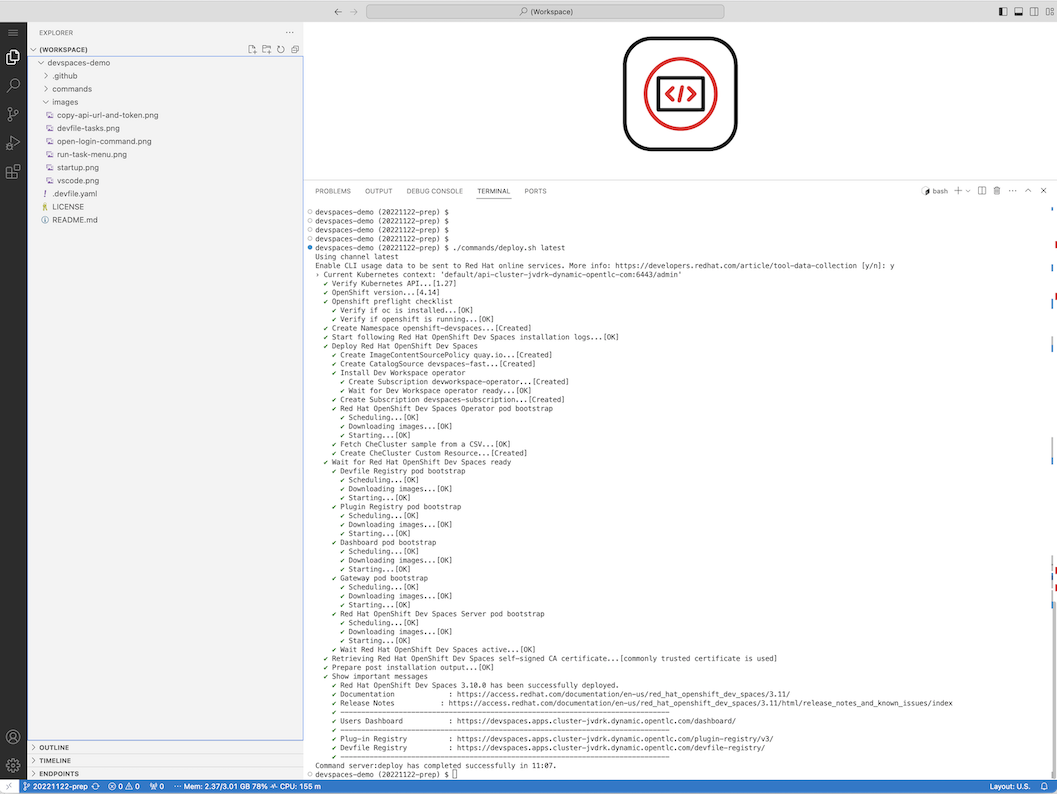 (Workspace)
EXPLORER
(WORKSPACE)
devspaces-demo
.github
commands
images
copy-api-url-and-token.png
devfile-tasks.png
open-login-command.png
run-task-menu.png
startup.png
vscode.png
! .devfile.yaml
LICENSE
README.md
OUTLINE
TIMELINE
ENDPOINTS
</>
PROBLEMS OUTPUT DEBUG CONSOLE TERMINAL PORTS bash
devspaces-demo (20221122-prep) $
devspaces-demo (20221122-prep) $
devspaces-demo (20221122-prep) $
devspaces-demo (20221122-prep) $
devspaces-demo (20221122-prep) $ ./commands/deploy.sh latest
Using channel latest
Enable CLI usage data to be sent to Red Hat online services. More info: https://developers.redhat.com/article/tool-data-collection [y/n]: y
› Current Kubernetes context: 'default/api-cluster-jvdrk-dynamic-opentlc-com:6443/admin'
✔ Verify Kubernetes API...[1.27]
✔ OpenShift version...[4.14]
✔ Openshift preflight checklist
✔ Verify if oc is installed...[OK]
✔ Verify if openshift is running...[OK]
✔ Create Namespace openshift-devspaces...[Created]
✔ Start following Red Hat OpenShift Dev Spaces installation logs...[OK]
✔ Deploy Red Hat OpenShift Dev Spaces
✔ Create ImageContentSourcePolicy quay.io...[Created]
✔ Create CatalogSource devspaces-fast...[Created]
✔ Install Dev Workspace operator
✔ Create Subscription devworkspace-operator...[Created]
✔ Wait for Dev Workspace operator ready...[OK]
✔ Create Subscription devspaces-subscription...[Created]
✔ Red Hat OpenShift Dev Spaces Operator pod bootstrap
✔ Scheduling...[OK]
✔ Downloading images...[OK]
✔ Starting...[OK]
✔ Fetch CheCluster sample from a CSV...[OK]
✔ Create CheCluster Custom Resource...[Created]
✔ Wait for Red Hat OpenShift Dev Spaces ready
✔ Devfile Registry pod bootstrap
✔ Scheduling...[OK]
✔ Downloading images...[OK]
✔ Starting...[OK]
✔ Plugin Registry pod bootstrap
✔ Scheduling...[OK]
✔ Downloading images...[OK]
✔ Starting...[OK]
✔ Dashboard pod bootstrap
✔ Scheduling...[OK]
✔ Downloading images...[OK]
✔ Starting...[OK]
✔ Gateway pod bootstrap
✔ Scheduling...[OK]
✔ Downloading images...[OK]
✔ Starting...[OK]
✔ Red Hat OpenShift Dev Spaces Server pod bootstrap
✔ Scheduling...[OK]
✔ Downloading images...[OK]
✔ Starting...[OK]
✔ Wait Red Hat OpenShift Dev Spaces active...[OK]
✔ Retrieving Red Hat OpenShift Dev Spaces self-signed CA certificate...[commonly trusted certificate is used]
✔ Prepare post installation output...[OK]
✔ Show important messages
✔ Red Hat OpenShift Dev Spaces 3.10.0 has been successfully deployed.
✔ Documentation : https://access.redhat.com/documentation/en-us/red_hat_openshift_dev_spaces/3.11/
✔ Release Notes : https://access.redhat.com/documentation/en-us/red_hat_openshift_dev_spaces/3.11/html/release_notes_and_known_issues/index
✔ -------------------------------------------------------------------------------
✔ Users Dashboard : https://devspaces.apps.cluster-jvdrk.dynamic.opentlc.com/dashboard/
✔ -------------------------------------------------------------------------------
✔ Plug-in Registry : https://devspaces.apps.cluster-jvdrk.dynamic.opentlc.com/plugin-registry/v3/
✔ Devfile Registry : https://devspaces.apps.cluster-jvdrk.dynamic.opentlc.com/devfile-registry/
✔ -------------------------------------------------------------------------------
Command server:deploy has completed successfully in 11:07.
devspaces-demo (20221122-prep) $
20221122-prep 0 0 0 Mem: 2.37/3.01 GB 78% CPU: 155 m Layout: U.S.